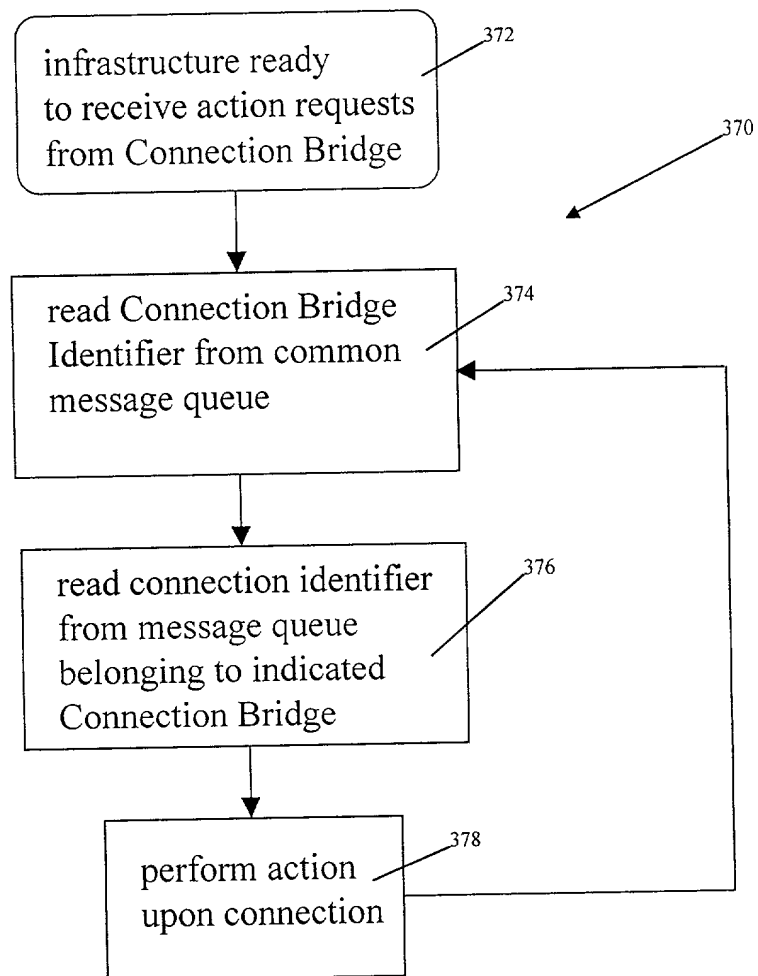 infrastructure ready
to receive action requests
from Connection Bridge
372
370
read Connection Bridge
Identifier from common
message queue
374
read connection identifier
from message queue
belonging to indicated
Connection Bridge
376
perform action
upon connection
378